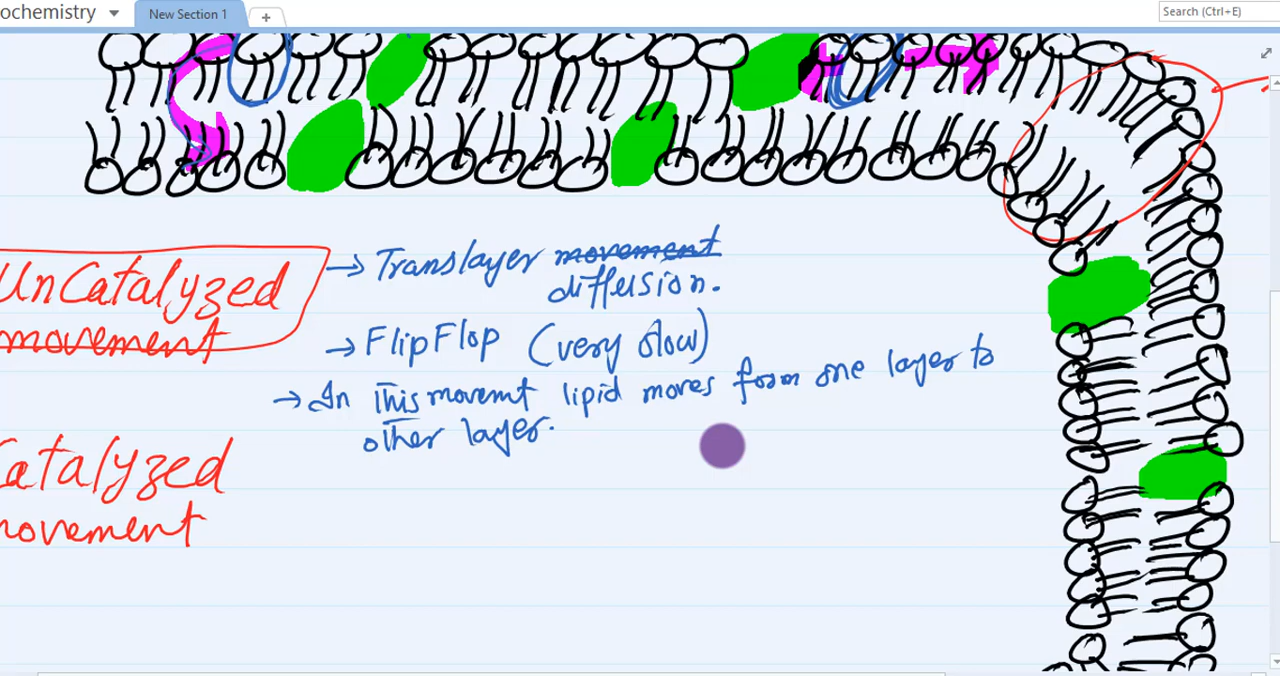 ochemistry
New Section 1
+
Search (Ctrl+E)
UnCatalyzed
movement
→ Translayer movement
diffusion.
→ FlipFlop (very slow)
→ In This movemt lipid moves from one layer to
other layer.
Catalyzed
movement